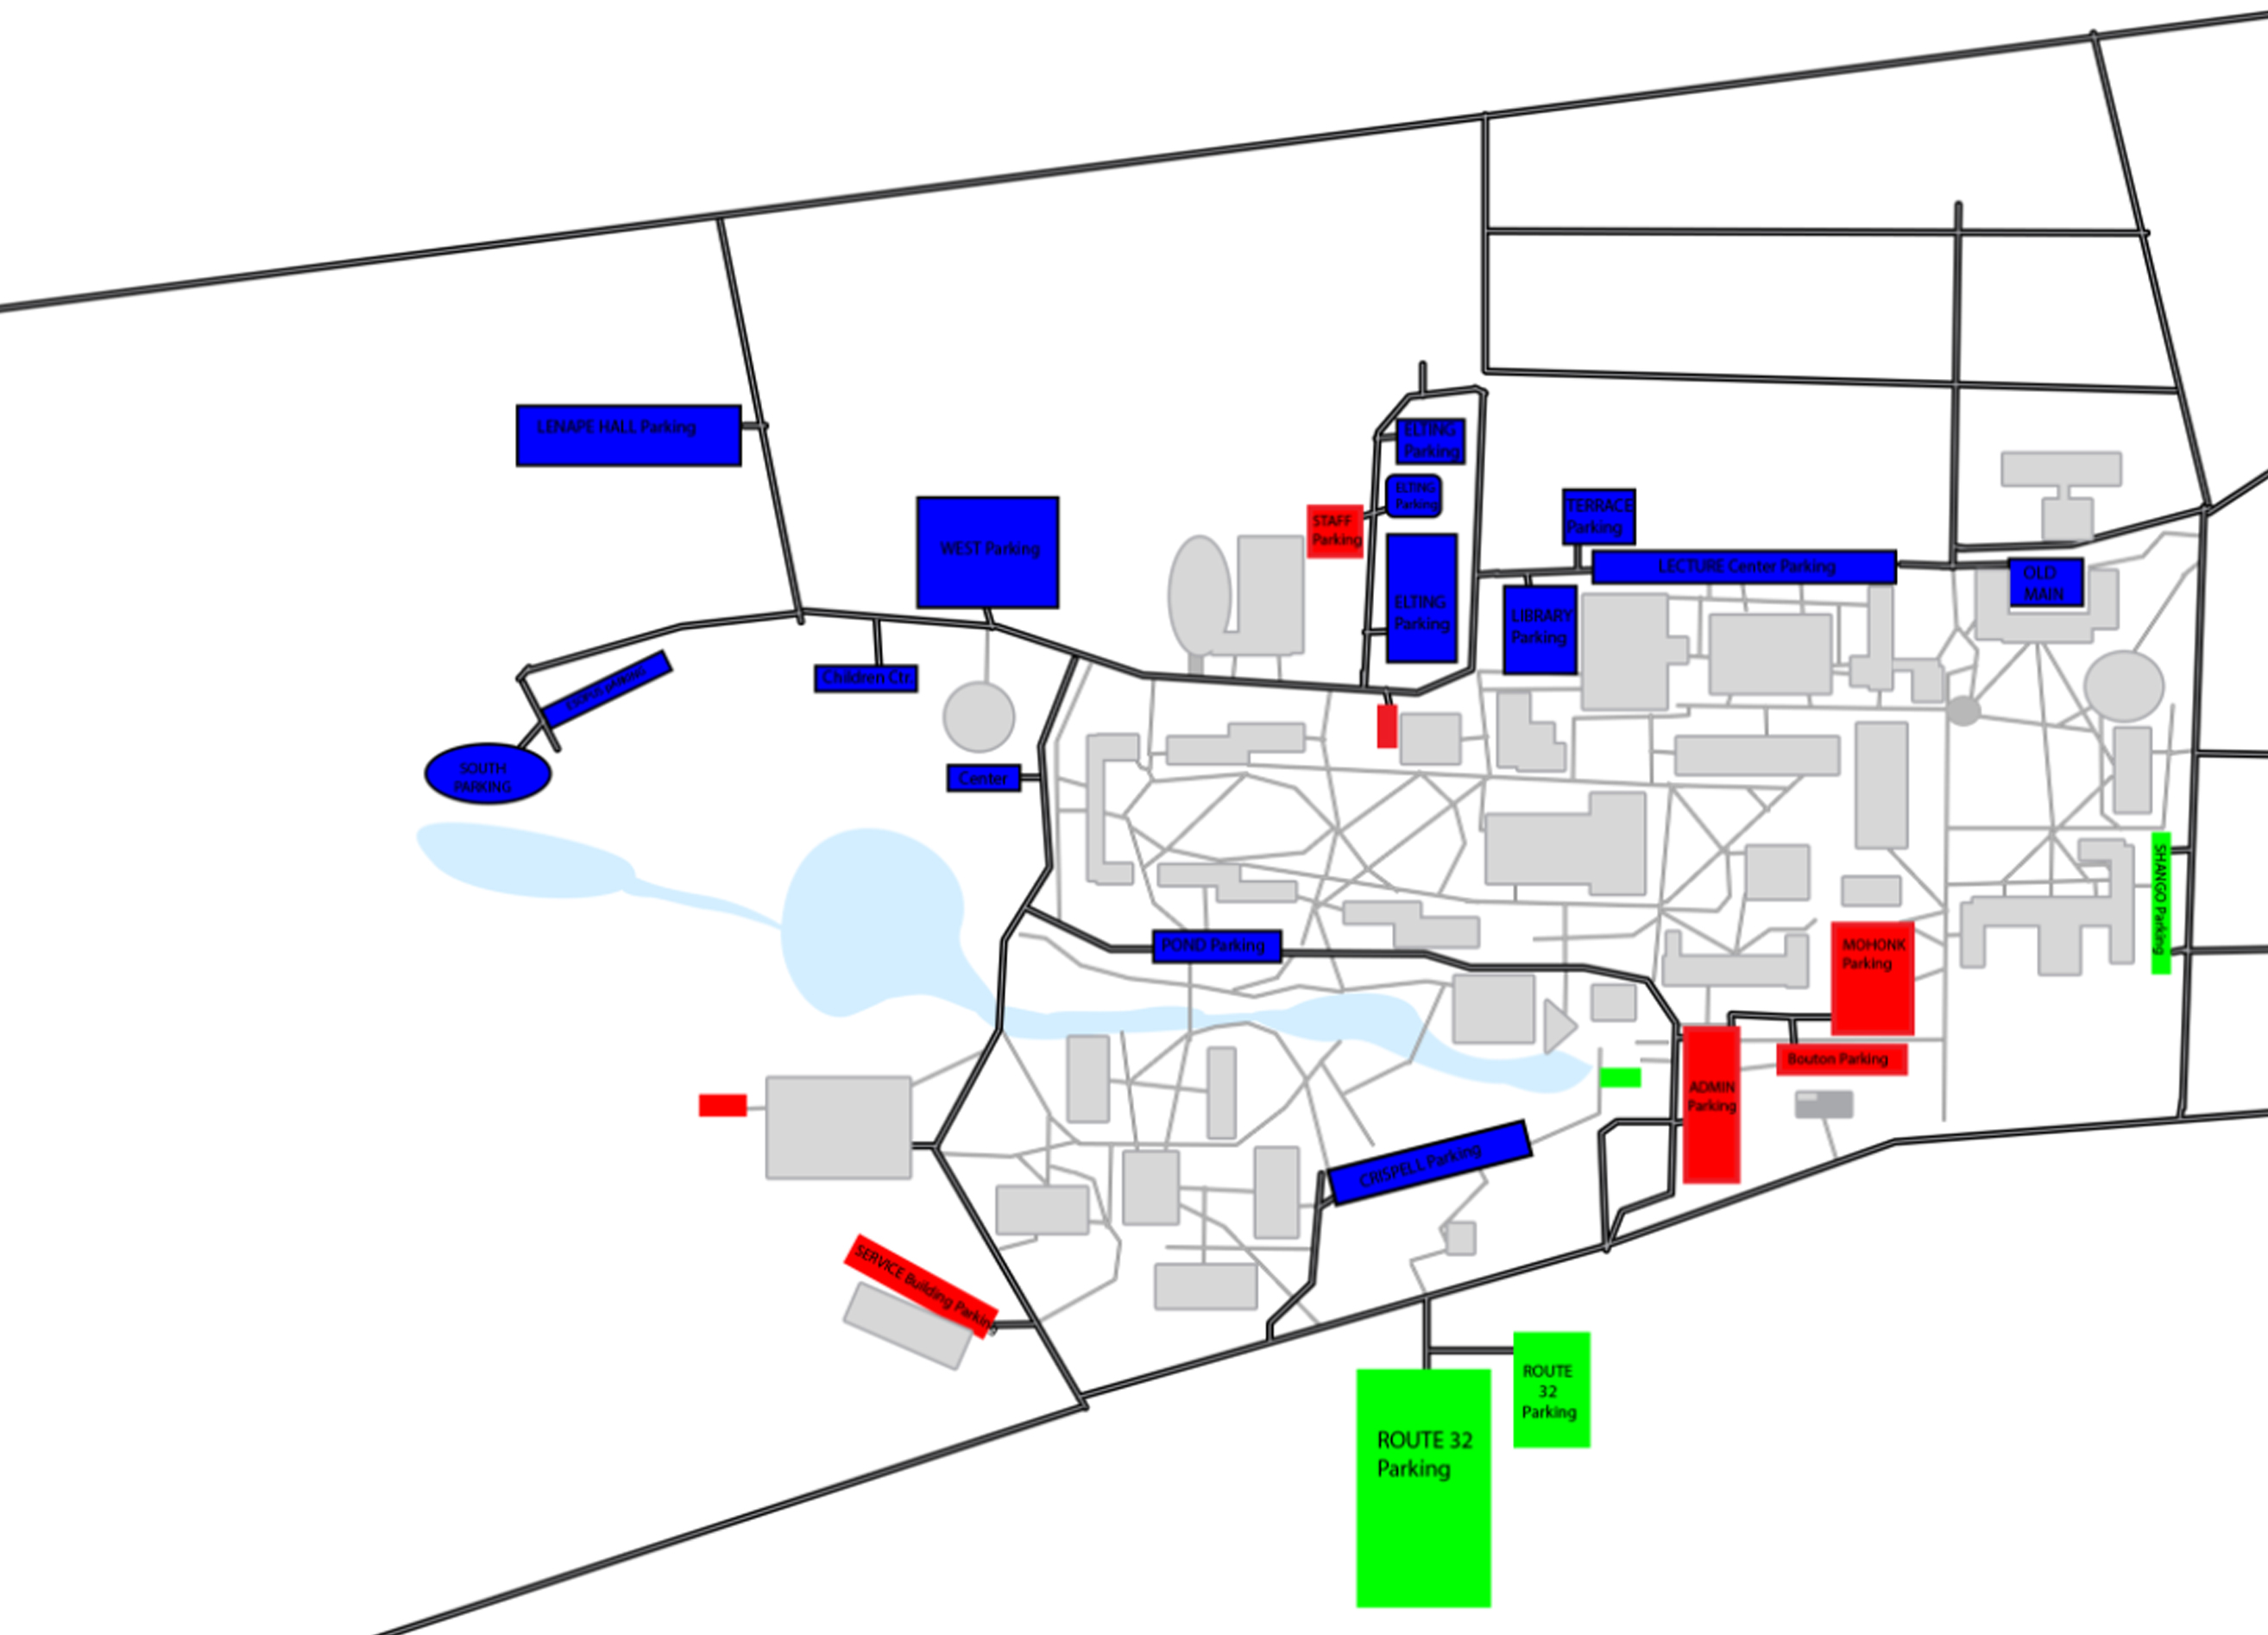 LENAPE HALL Parking
ELTING
Parking
ELTING
Parking
STAFF
Parking
TERRACE
Parking
WEST Parking
LECTURE Center Parking
OLD
MAIN
ELTING
Parking
LIBRARY
Parking
Children Ctr.
SOUTH
PARKING
Center
SHANGO Parking
POND Parking
MOHONK
Parking
Bouton Parking
ADMIN
Parking
CRISPELL Parking
SERVICE Building Parkin
ROUTE
32
Parking
ROUTE 32
Parking